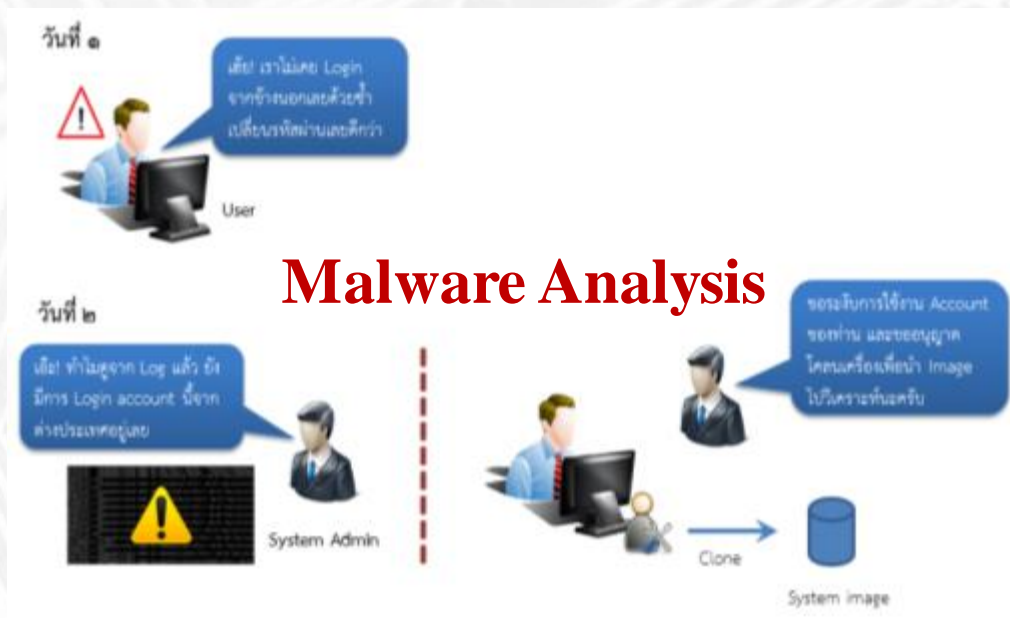 วันที่ ๑
เฮ้ย! เราไม่เคย Login
จากข้างนอกเลยด้วยซ้ำ
เปลี่ยนรหัสผ่านเลยดีกว่า
User
Malware Analysis
วันที่ ๒
เอ๊ะ! ทำไมดูจาก Log แล้ว ยัง
มีการ Login account นี้จาก
ต่างประเทศอยู่เลย
System Admin
ขอระงับการใช้งาน Account
ของท่าน และขออนุญาต
โคลนเครื่องเพื่อนำ Image
ไปวิเคราะห์นะครับ
Clone
System image